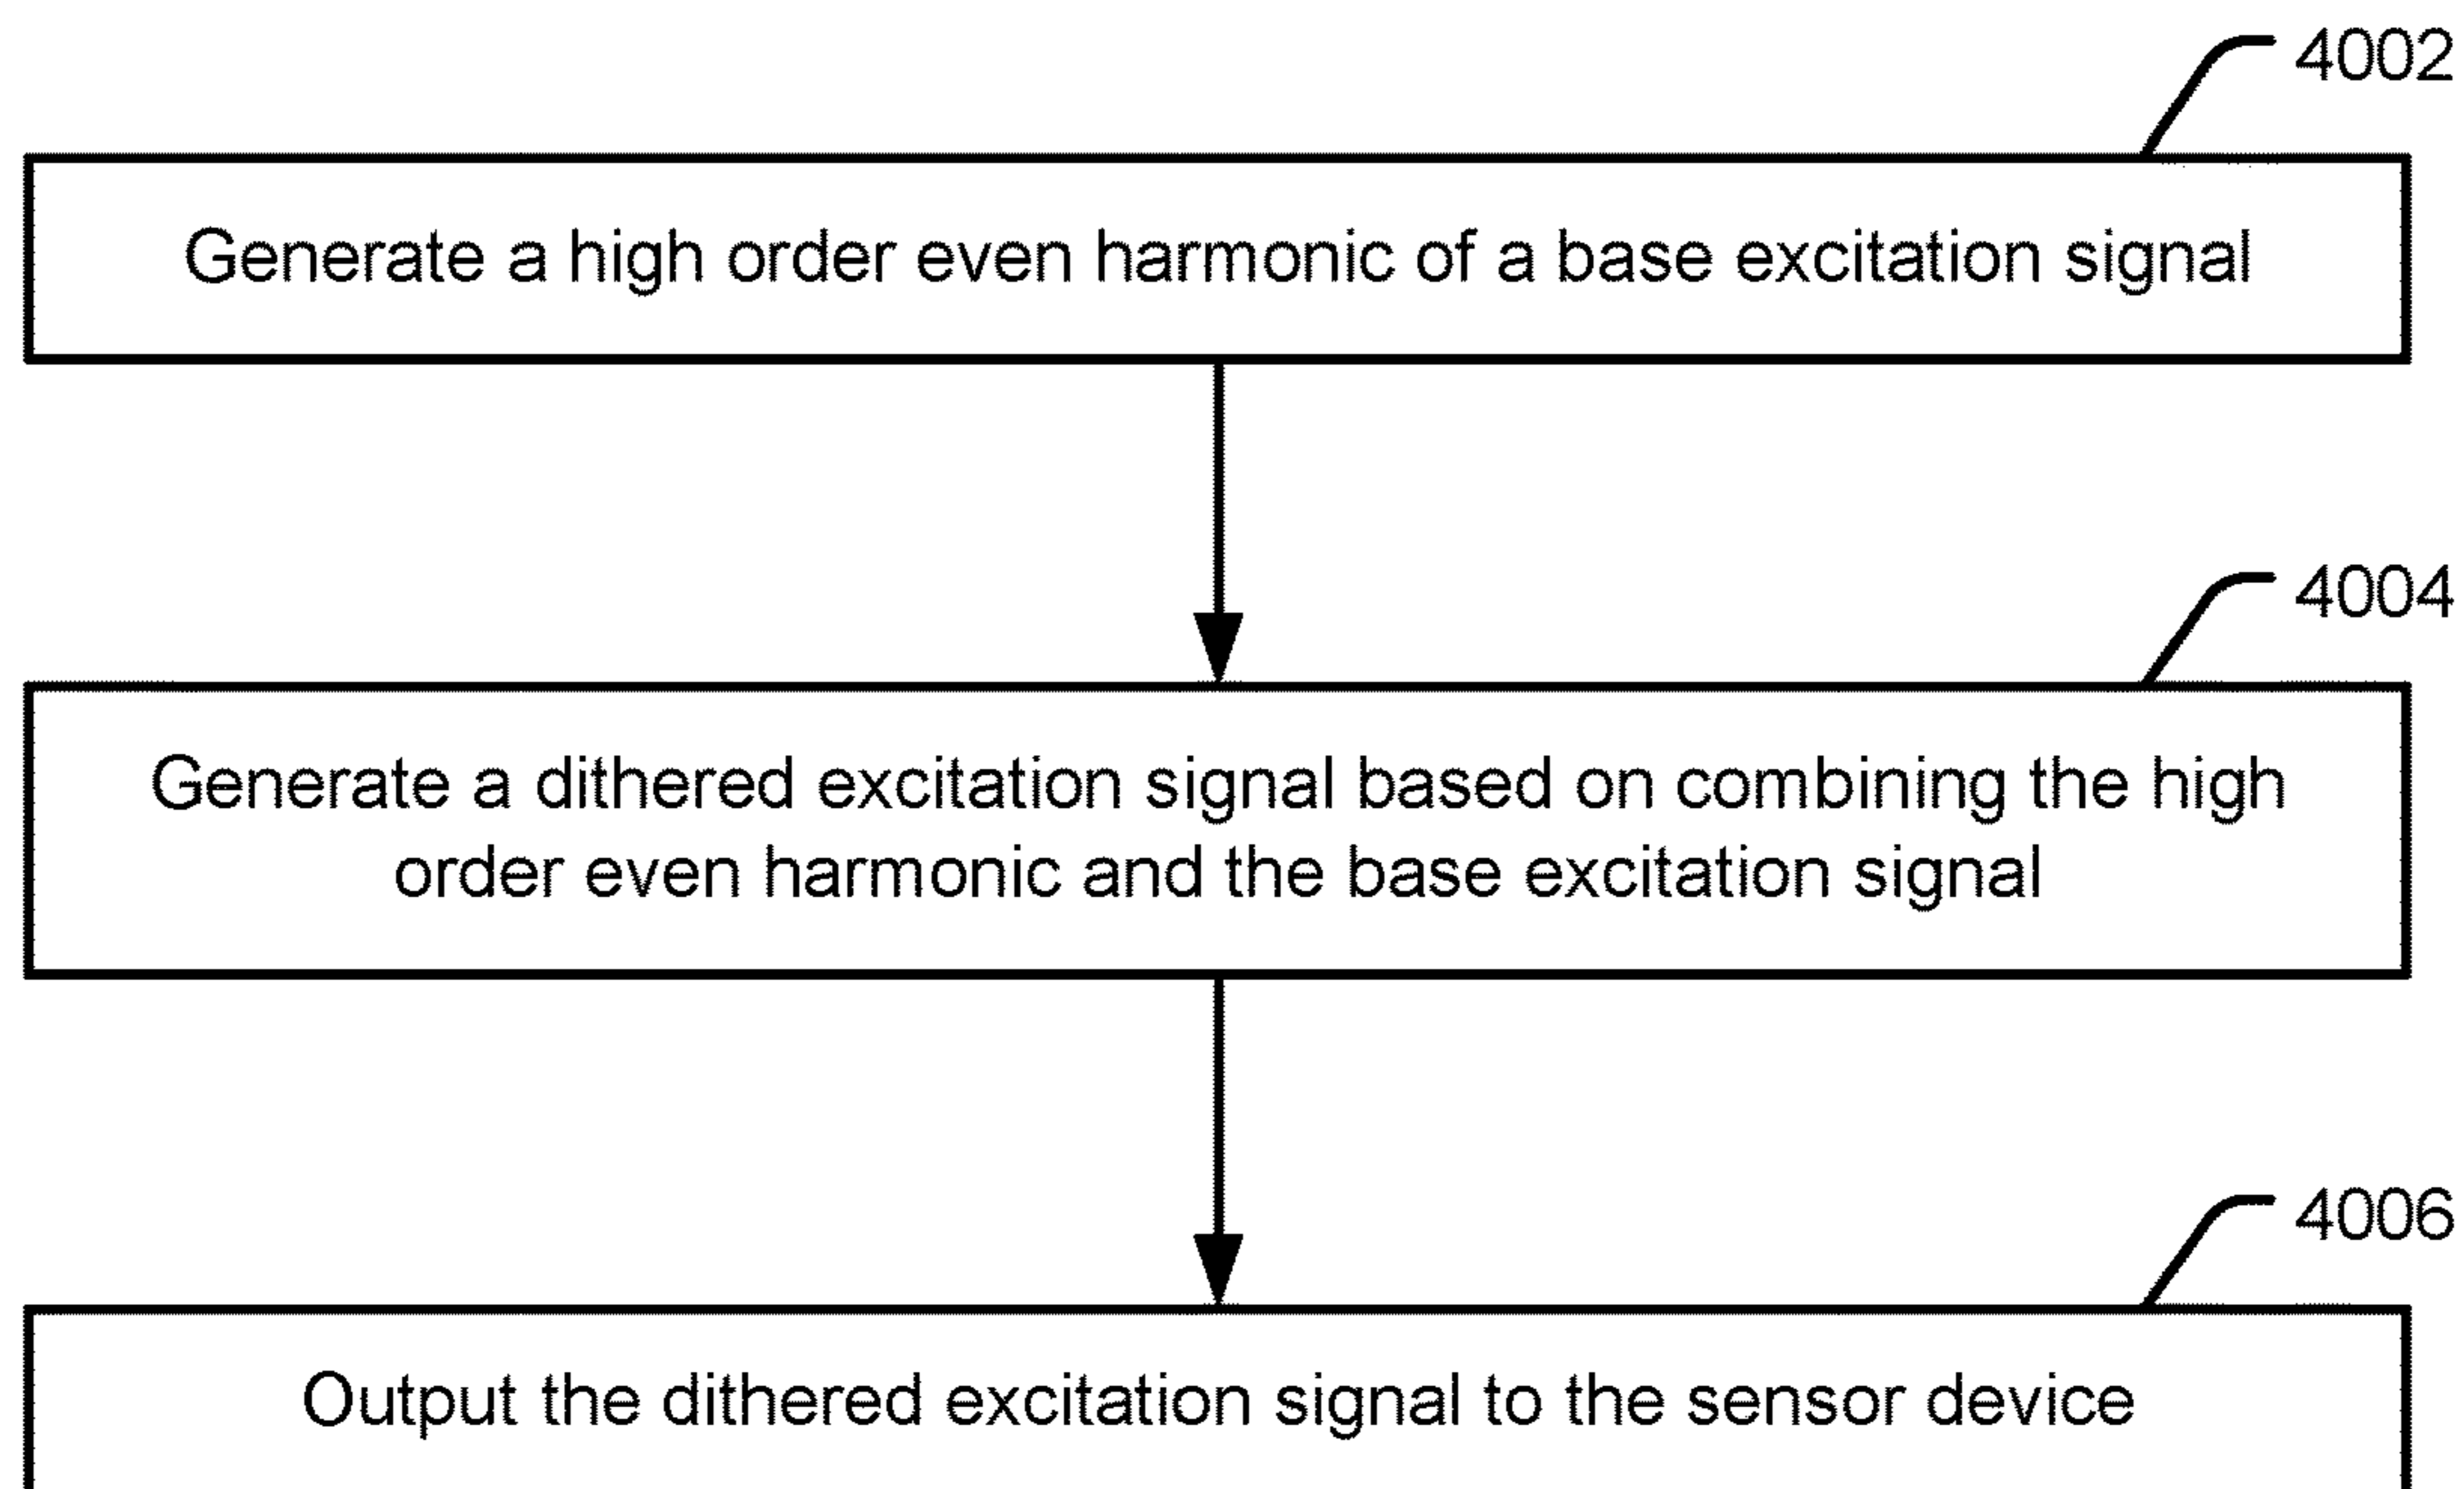 4002
Generate a high order even harmonic of a base excitation signal
4004
Generate a dithered excitation signal based on combining the high
order even harmonic and the base excitation signal
4006
Output the dithered excitation signal to the sensor device